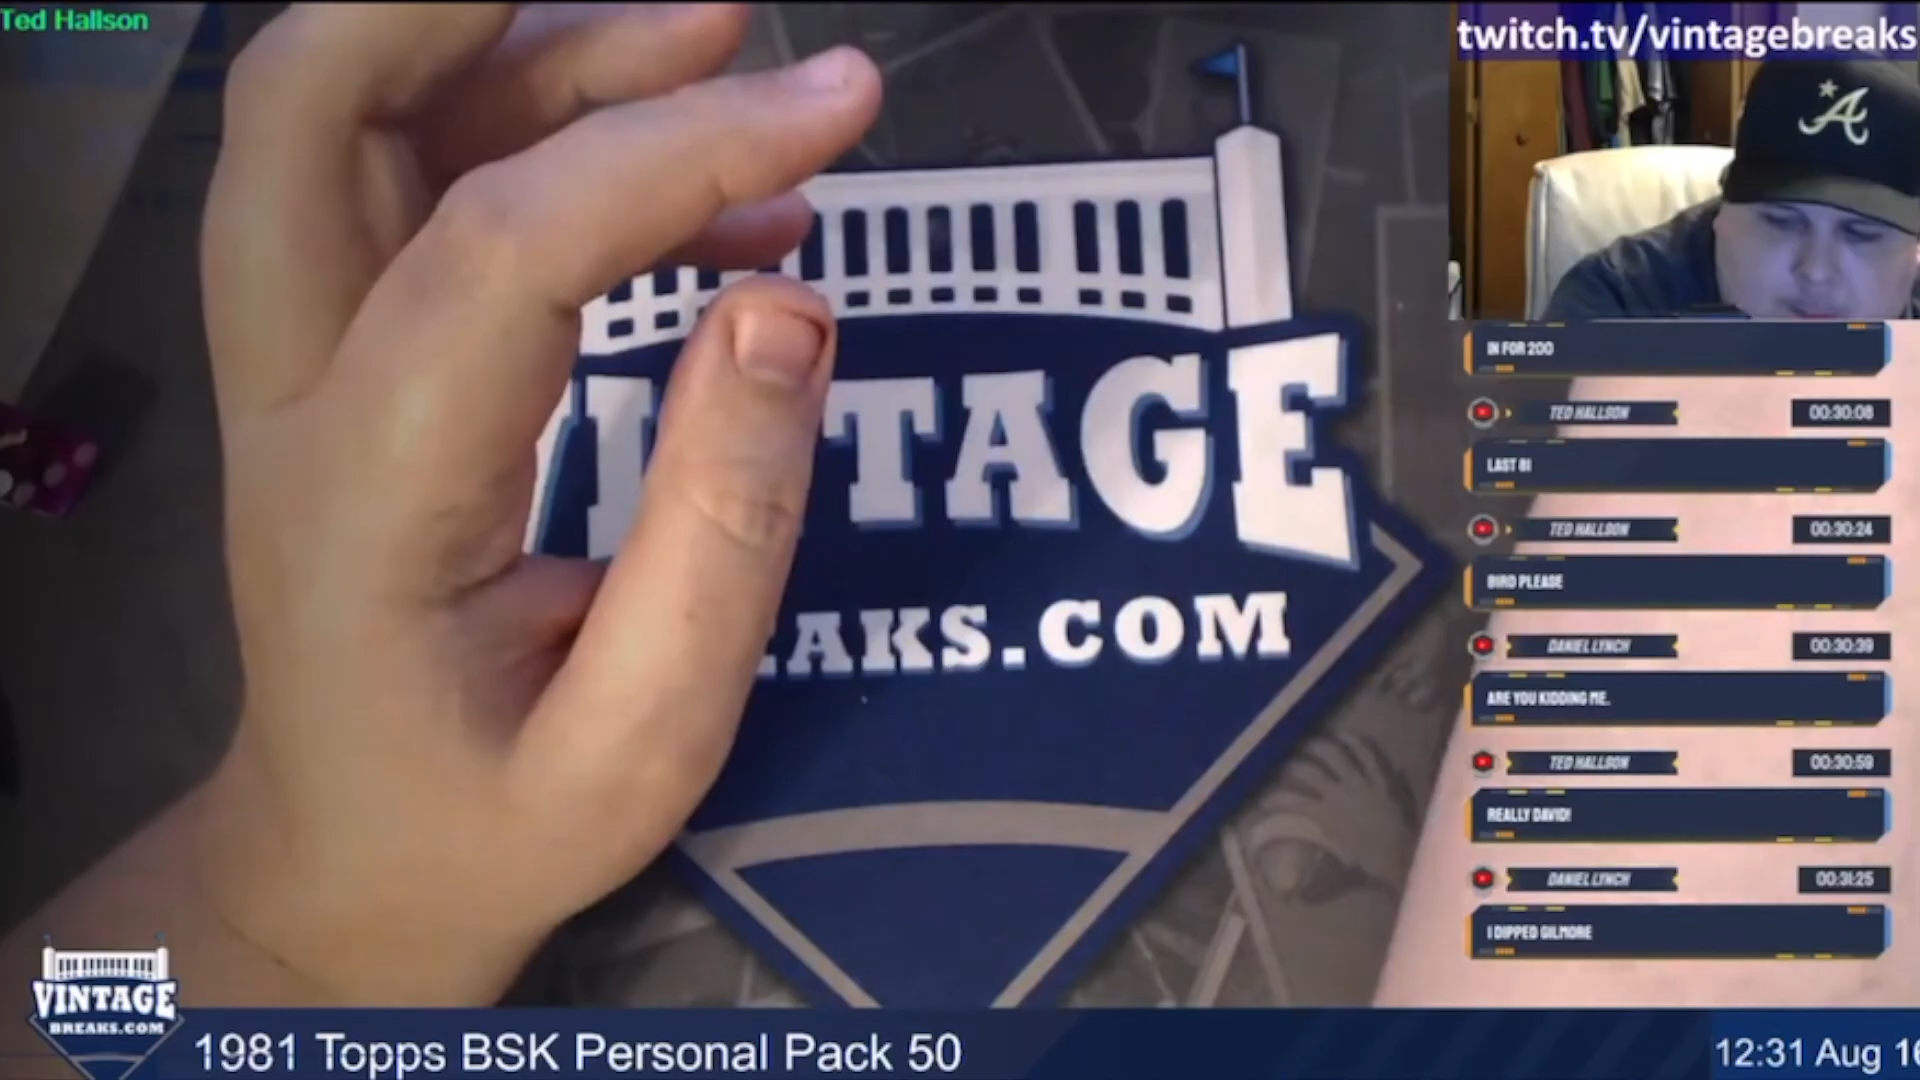 Ted Hallson
twitch.tv/vintagebreaks
A
VINTAGE
EAKS.COM
IN FOR 200
TED HALLSON
00:30:08
LAST 81
TED HALLSON
00:30:24
BIRD PLEASE
DANIEL LYNCH
00:30:39
ARE YOU KIDDING ME.
TED HALLSON
00:30:59
REALLY DAVID!
DANIEL LYNCH
00:31:25
I DIPPED GILMORE
VINTAGE
BREAKS.COM
1981 Topps BSK Personal Pack 50
12:31 Aug 16